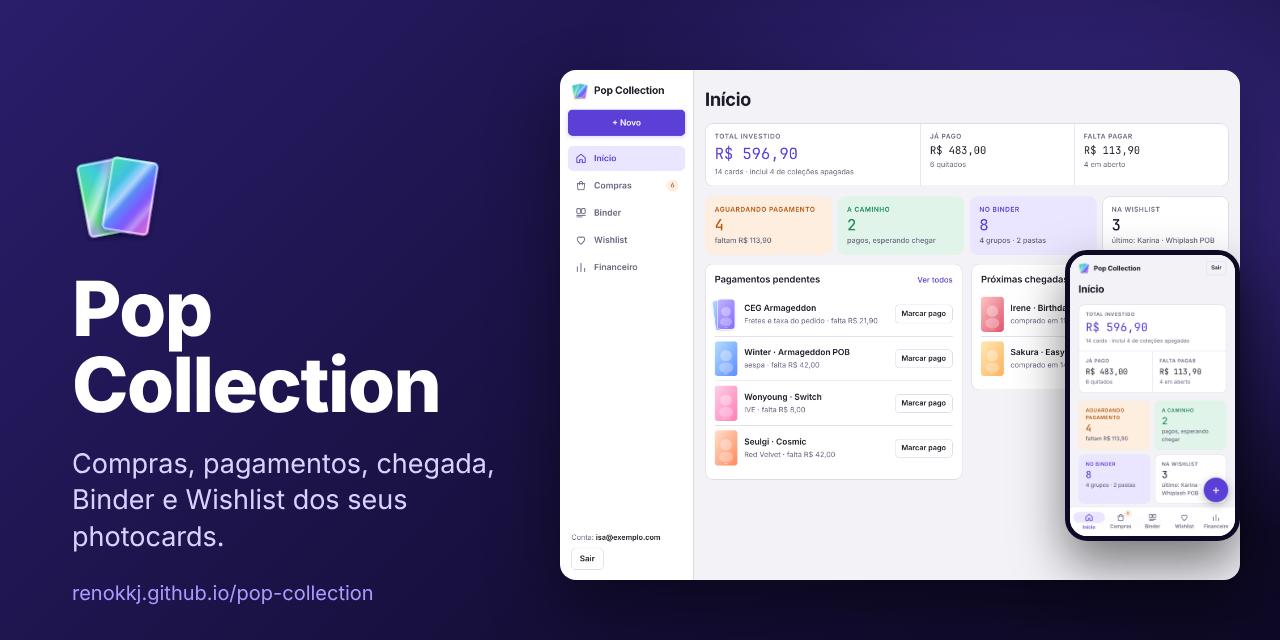 Pop
Collection
Compras, pagamentos, chegada,
Binder e Wishlist dos seus
photocards.
renokkj.github.io/pop-collection
Pop Collection
+ Novo
Início
Compras
6
Binder
Wishlist
Financeiro
Conta: isa@exemplo.com
Sair
Início
TOTAL INVESTIDO
R$ 596,90
14 cards · inclui 4 de coleções apagadas
JÁ PAGO
R$ 483,00
6 quitados
FALTA PAGAR
R$ 113,90
4 em aberto
AGUARDANDO PAGAMENTO
4
faltam R$ 113,90
A CAMINHO
2
pagos, esperando chegar
NO BINDER
8
4 grupos · 2 pastas
NA WISHLIST
3
último: Karina · Whiplash POB
Pagamentos pendentes
Ver todos
CEG Armageddon
Fretes e taxa do pedido · falta R$ 21,90
Marcar pago
Winter · Armageddon POB
aespa · falta R$ 42,00
Marcar pago
Wonyoung · Switch
IVE · falta R$ 8,00
Marcar pago
Seulgi · Cosmic
Red Velvet · falta R$ 42,00
Marcar pago
Próximas chegadas
Irene · Birthda
comprado em 1
Sakura · Easy
comprado em 1
Pop Collection
Sair
Início
TOTAL INVESTIDO
R$ 596,90
14 cards · inclui 4 de coleções apagadas
JÁ PAGO
R$ 483,00
6 quitados
FALTA PAGAR
R$ 113,90
4 em aberto
AGUARDANDO
PAGAMENTO
4
faltam R$ 113,90
A CAMINHO
2
pagos, esperando
chegar
NO BINDER
8
4 grupos · 2 pastas
NA WISHLIST
3
último: Karina ·
Whiplash POB
+
Início
Compras
6
Binder
Wishlist
Financeiro